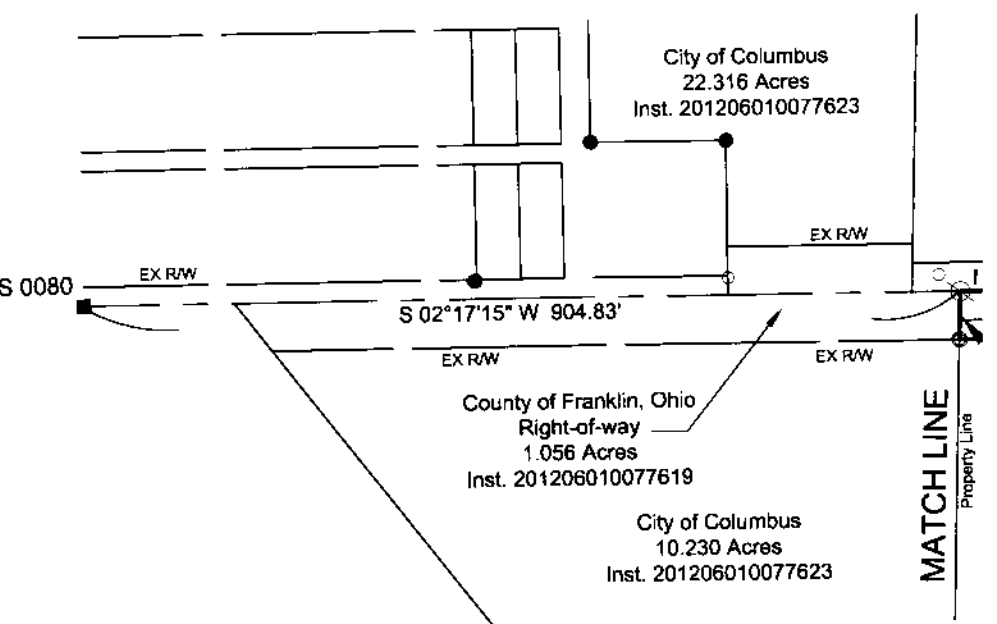 City of Columbus
22.316 Acres
Inst. 201206010077623
EX R/W
EX R/W
S 0080
S 02°17'15" W 904.83'
EX R/W
EX R/W
County of Franklin, Ohio
Right-of-way
1.056 Acres
Inst. 201206010077619
MATCH LINE
Property Line
City of Columbus
10.230 Acres
Inst. 201206010077623